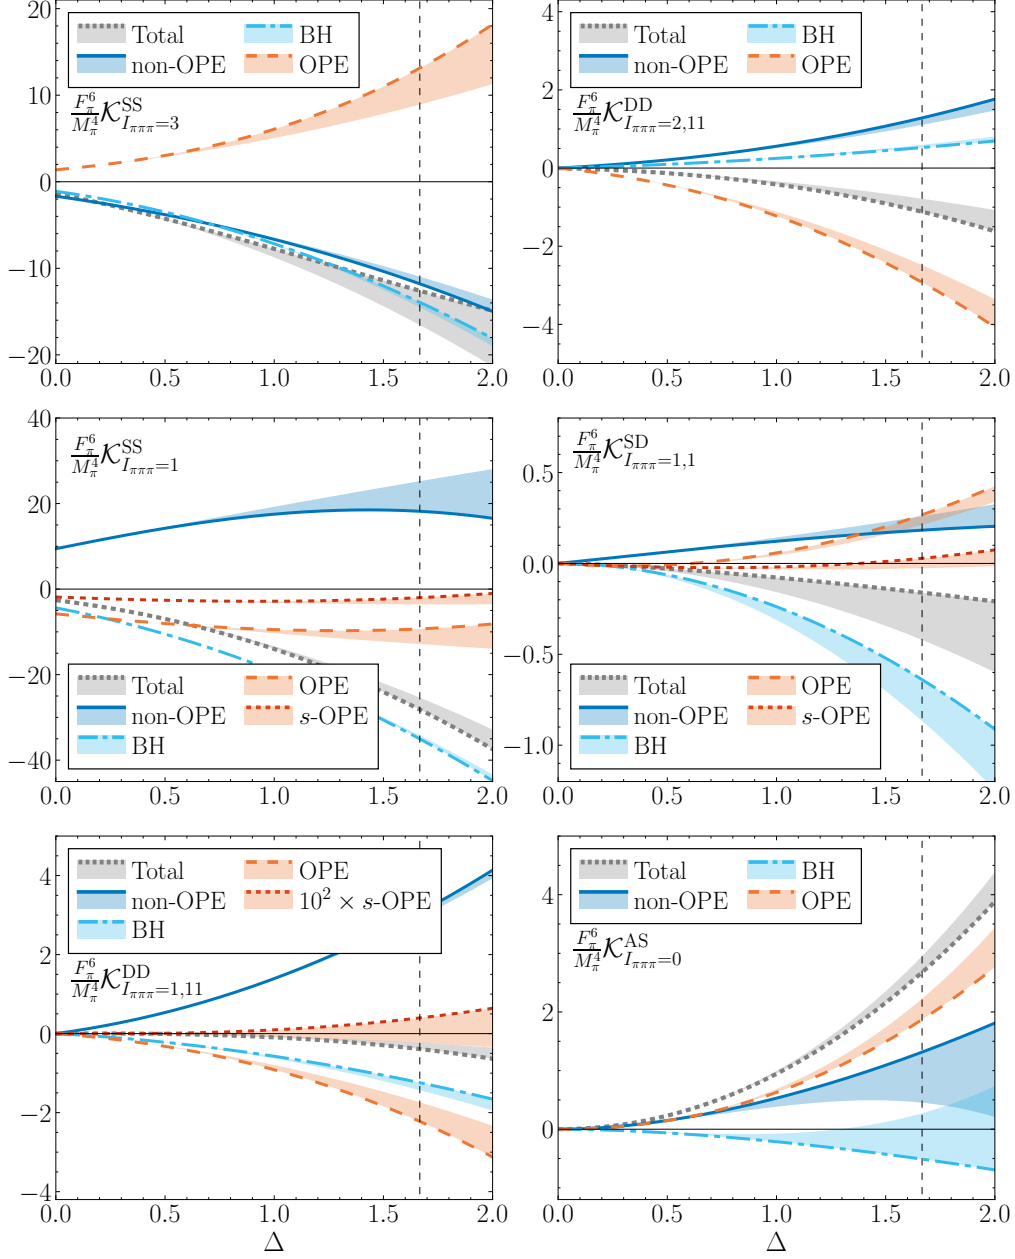 20
10
0
−10
−20
Total
non-OPE
BH
OPE
F_π^6/M_π^4 K^SS_{I_πππ=3}
0.0 0.5 1.0 1.5 2.0
4
2
0
−2
−4
Total
non-OPE
BH
OPE
F_π^6/M_π^4 K^DD_{I_πππ=2,11}
0.0 0.5 1.0 1.5 2.0
40
20
0
−20
−40
F_π^6/M_π^4 K^SS_{I_πππ=1}
Total
non-OPE
BH
OPE
s-OPE
0.0 0.5 1.0 1.5 2.0
0.5
0.0
−0.5
−1.0
F_π^6/M_π^4 K^SD_{I_πππ=1,1}
Total
non-OPE
BH
OPE
s-OPE
0.0 0.5 1.0 1.5 2.0
4
2
0
−2
−4
Total
non-OPE
BH
OPE
10² × s-OPE
F_π^6/M_π^4 K^DD_{I_πππ=1,11}
0.0 0.5 1.0 1.5 2.0
Δ
4
2
0
Total
non-OPE
BH
OPE
F_π^6/M_π^4 K^AS_{I_πππ=0}
0.0 0.5 1.0 1.5 2.0
Δ